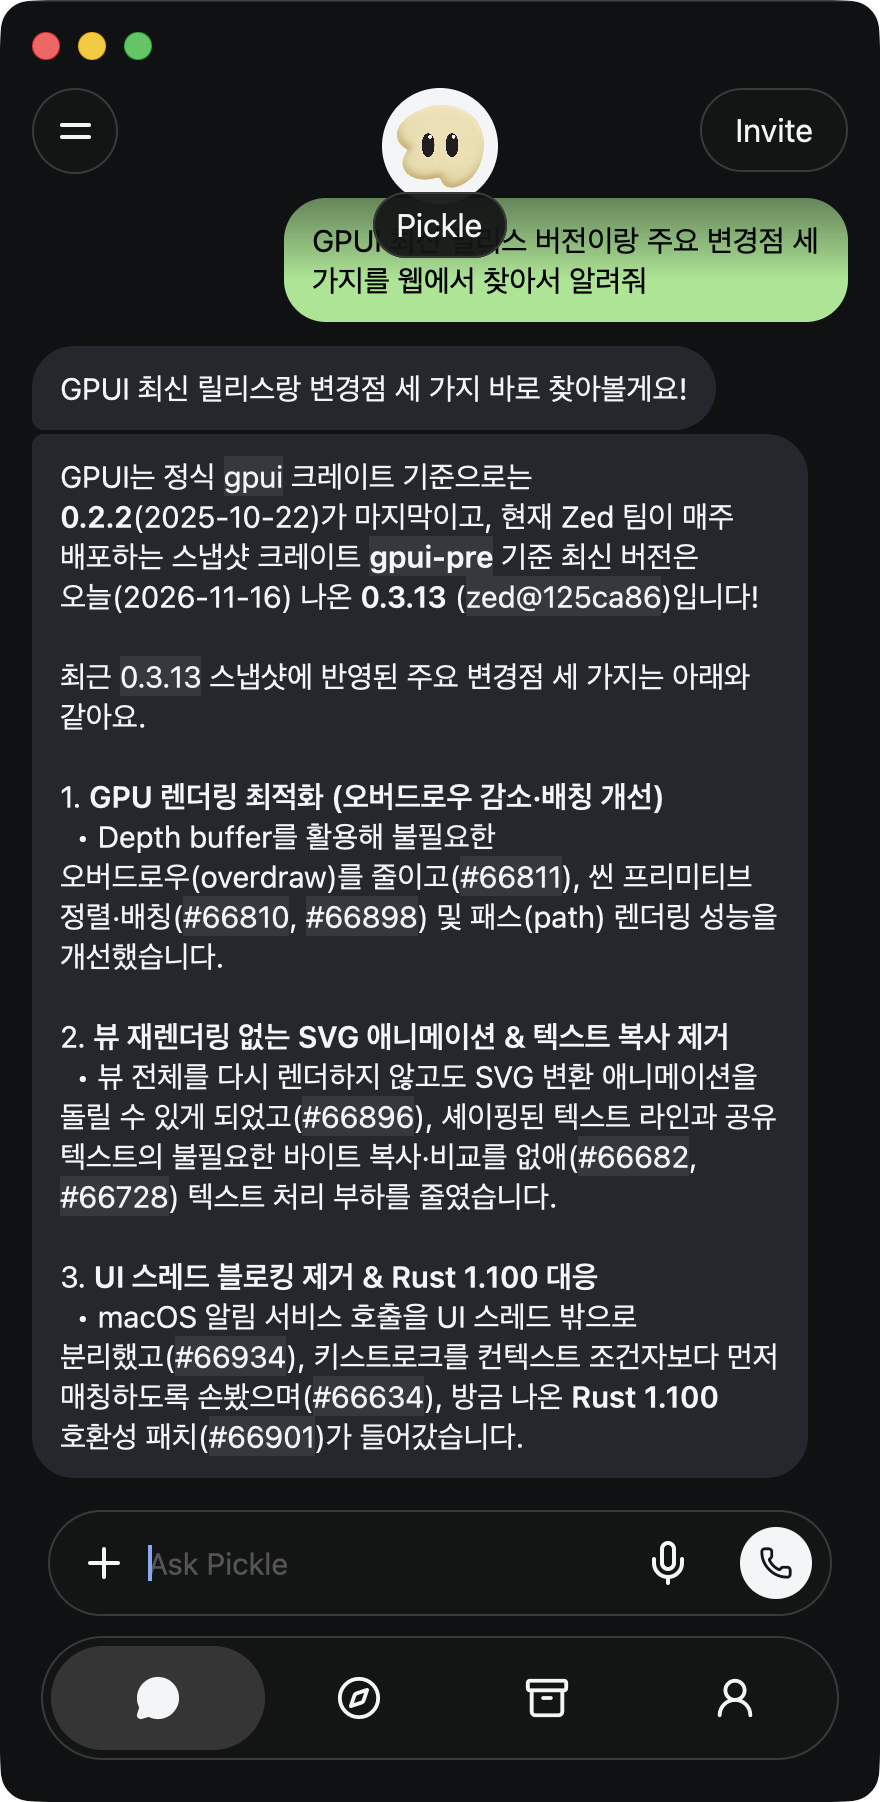 Invite
Pickle
GPUI 최신 릴리스 버전이랑 주요 변경점 세
가지를 웹에서 찾아서 알려줘
GPUI 최신 릴리스랑 변경점 세 가지 바로 찾아볼게요!
GPUI는 정식 gpui 크레이트 기준으로는
0.2.2(2025-10-22)가 마지막이고, 현재 Zed 팀이 매주
배포하는 스냅샷 크레이트 gpui-pre 기준 최신 버전은
오늘(2026-11-16) 나온 0.3.13 (zed@125ca86)입니다!
최근 0.3.13 스냅샷에 반영된 주요 변경점 세 가지는 아래와
같아요.
1. GPU 렌더링 최적화 (오버드로우 감소·배칭 개선)
• Depth buffer를 활용해 불필요한
오버드로우(overdraw)를 줄이고(#66811), 씬 프리미티브
정렬·배칭(#66810, #66898) 및 패스(path) 렌더링 성능을
개선했습니다.
2. 뷰 재렌더링 없는 SVG 애니메이션 & 텍스트 복사 제거
• 뷰 전체를 다시 렌더하지 않고도 SVG 변환 애니메이션을
돌릴 수 있게 되었고(#66896), 셰이핑된 텍스트 라인과 공유
텍스트의 불필요한 바이트 복사·비교를 없애(#66682,
#66728) 텍스트 처리 부하를 줄였습니다.
3. UI 스레드 블로킹 제거 & Rust 1.100 대응
• macOS 알림 서비스 호출을 UI 스레드 밖으로
분리했고(#66934), 키스트로크를 컨텍스트 조건자보다 먼저
매칭하도록 손봤으며(#66634), 방금 나온 Rust 1.100
호환성 패치(#66901)가 들어갔습니다.
Ask Pickle